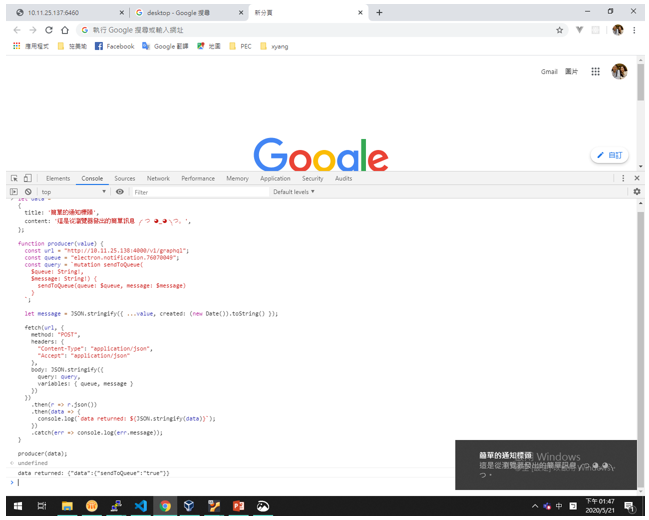 10.11.25.137:6460
desktop - Google 搜尋
新分頁
執行 Google 搜尋或輸入網址
應用程式
Facebook
Google 翻譯
地圖
PEC
xyang
Gmail
圖片
Google
自訂
Elements
Console
Sources
Network
Performance
Memory
Application
Security
Audits
top
Filter
Default levels
let data =
{
title: '簡單的通知標頭',
content: '這是從瀏覽器發出的簡單訊息
};
function producer(value) {
const url = "http://10.11.25.138:4000/v1/graphql";
const queue = "electron.notification.76070049";
const query = `mutation sendToQueue(
$queue: String!,
$message: String!) {
sendToQueue(queue: $queue, message: $message)
}
`;
let message = JSON.stringify({ ...value, created: (new Date()).toString() });
fetch(url, {
method: "POST",
headers: {
"Content-Type": "application/json",
"Accept": "application/json"
},
body: JSON.stringify({
query: query,
variables: { queue, message }
})
})
.then(r => r.json())
.then(data => {
console.log(`data returned: ${JSON.stringify(data)}`);
})
.catch(err => console.log(err.message));
}
producer(data);
undefined
data returned: {"data":{"sendToQueue":"true"}}
簡單的通知標頭
Windows
這是從瀏覽器發出的簡單訊息
中
下午 01:47
2020/5/21